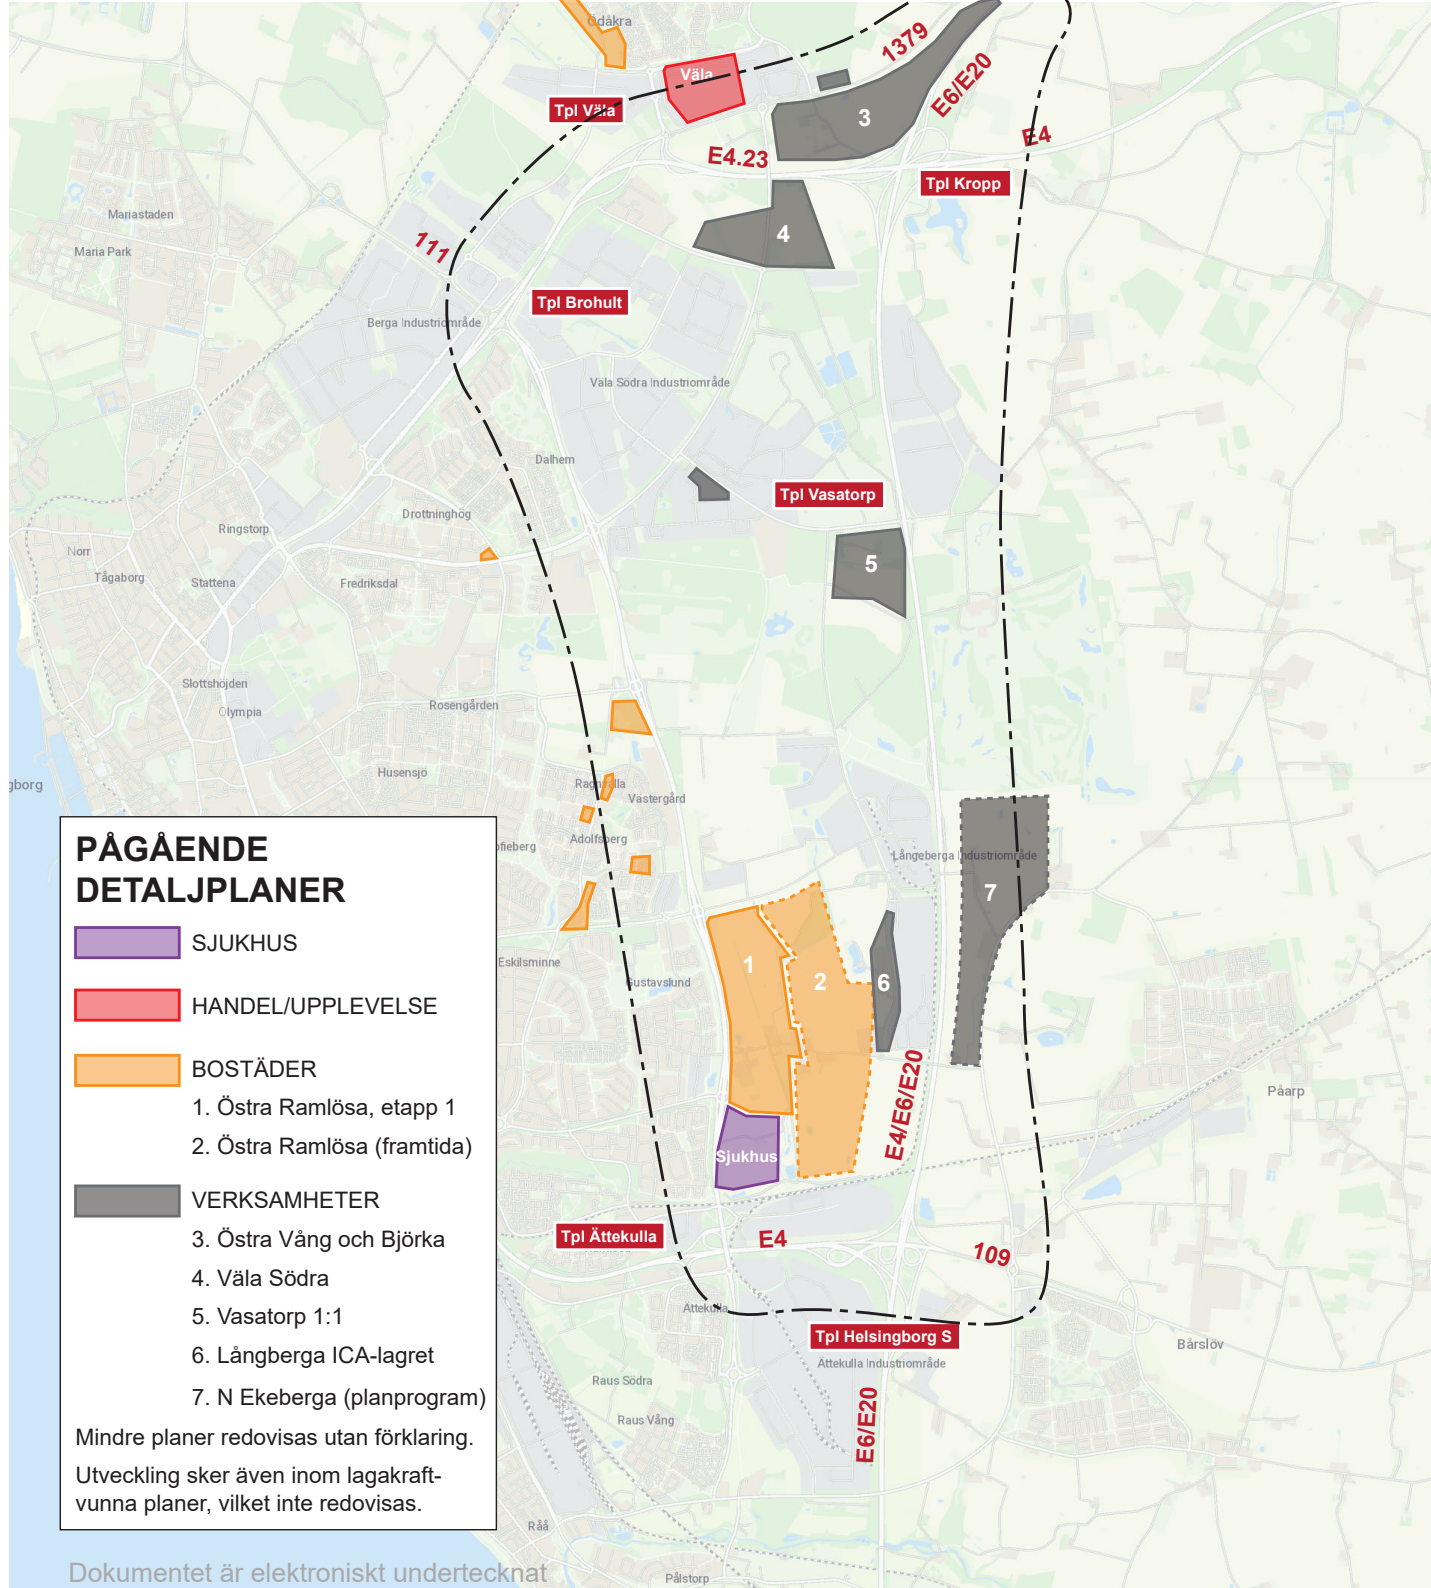 Ödåkra
Väla
1379
E6/E20
Tpl Väla
3
E4
E4.23
Tpl Kropp
Mariastaden
4
111
Maria Park
Tpl Brohult
Berga Industriområde
Väla Södra Industriområde
Dalhem
Tpl Vasatorp
Drottninghög
Ringstorp
Norr
5
Tågaborg
Stattena
Fredriksdal
Slottshöjden
Olympia
Rosengården
Husensjö
gborg
Ragnvalla
Västergård
Adolfsberg
ofieberg
Långeberga Industriområde
7
Eskilsminne
1
2
6
Gustavslund
E4/E6/E20
Påarp
Sjukhus
Tpl Ättekulla
E4
109
Ättekulla
Tpl Helsingborg S
Bårslöv
Ättekulla Industriområde
Raus Södra
E6/E20
Raus Vång
Råå
Pålstorp
PÅGÅENDE
DETALJPLANER
SJUKHUS
HANDEL/UPPLEVELSE
BOSTÄDER
1. Östra Ramlösa, etapp 1
2. Östra Ramlösa (framtida)
VERKSAMHETER
3. Östra Vång och Björka
4. Väla Södra
5. Vasatorp 1:1
6. Långberga ICA-lagret
7. N Ekeberga (planprogram)
Mindre planer redovisas utan förklaring.
Utveckling sker även inom lagakraft-
vunna planer, vilket inte redovisas.
Dokumentet är elektroniskt undertecknat